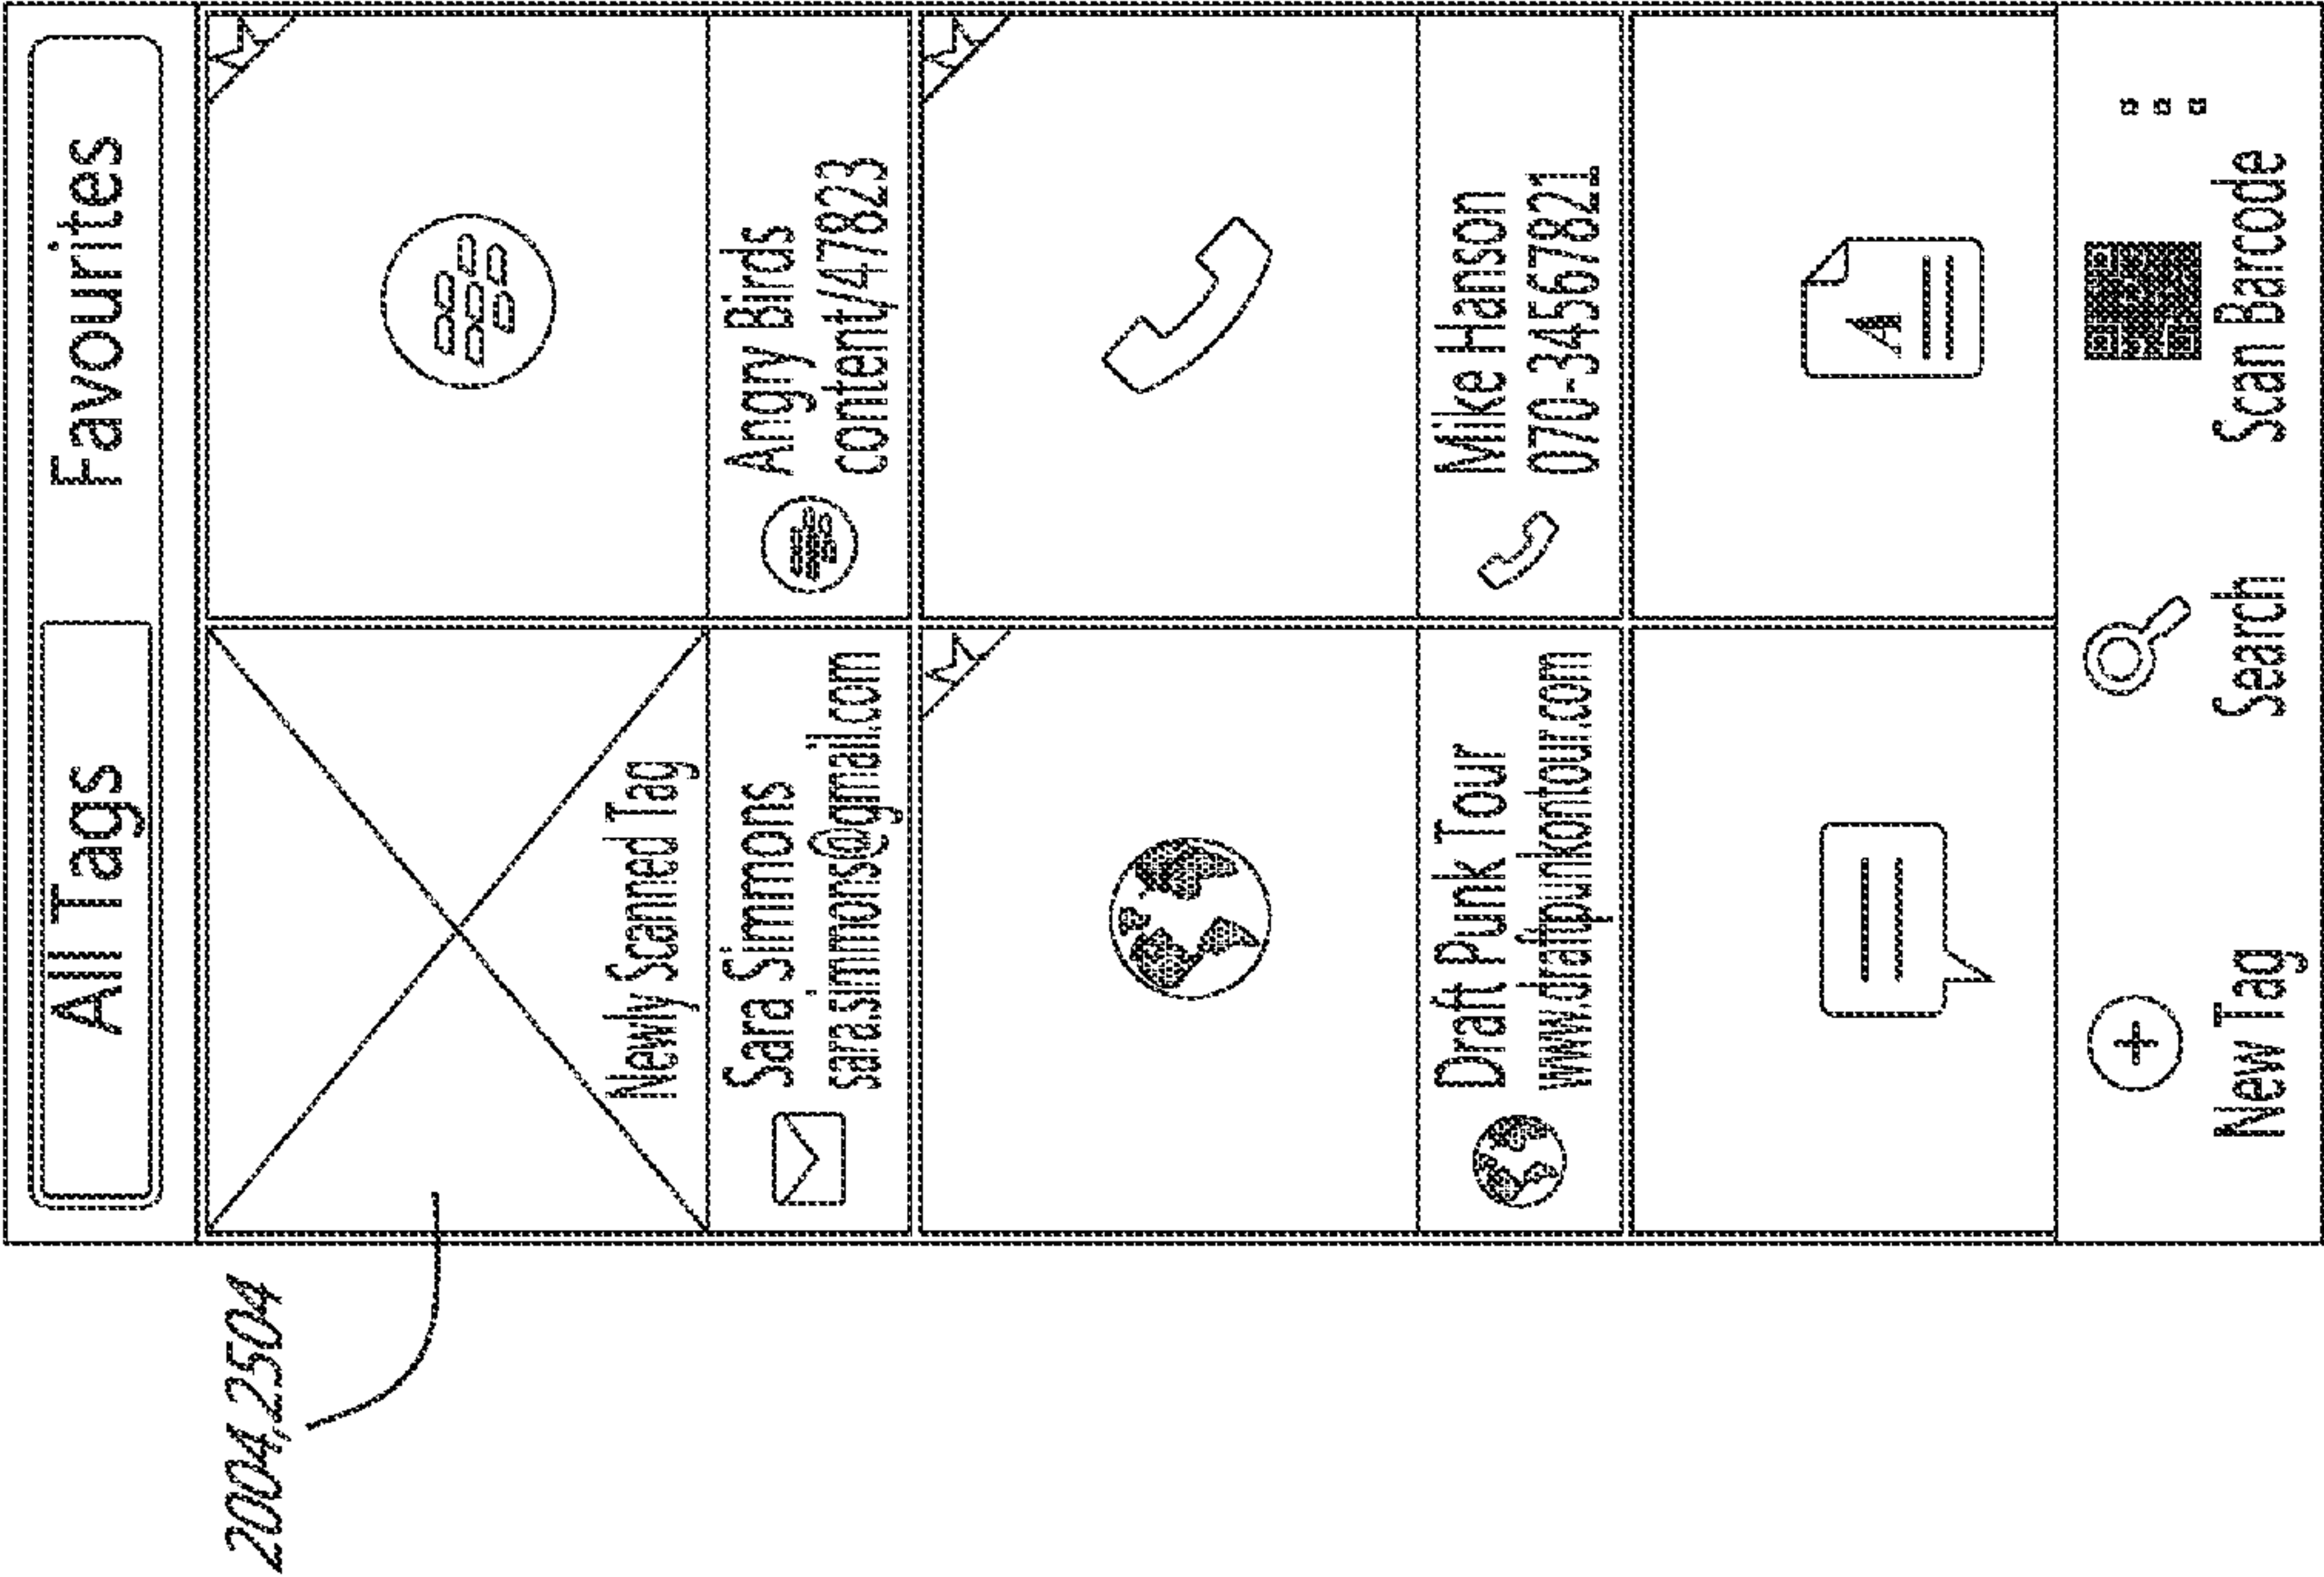 All Tags
Favourites
2004,2504
Newly Scanned Tag
Sara Simmons
sara.simmons@gmail.com
Angry Birds
content/47823
Draft Punk Tour
www.draftpunkontour.com
Mike Hanson
070-34567821
A
New Tag
Search
Scan Barcode